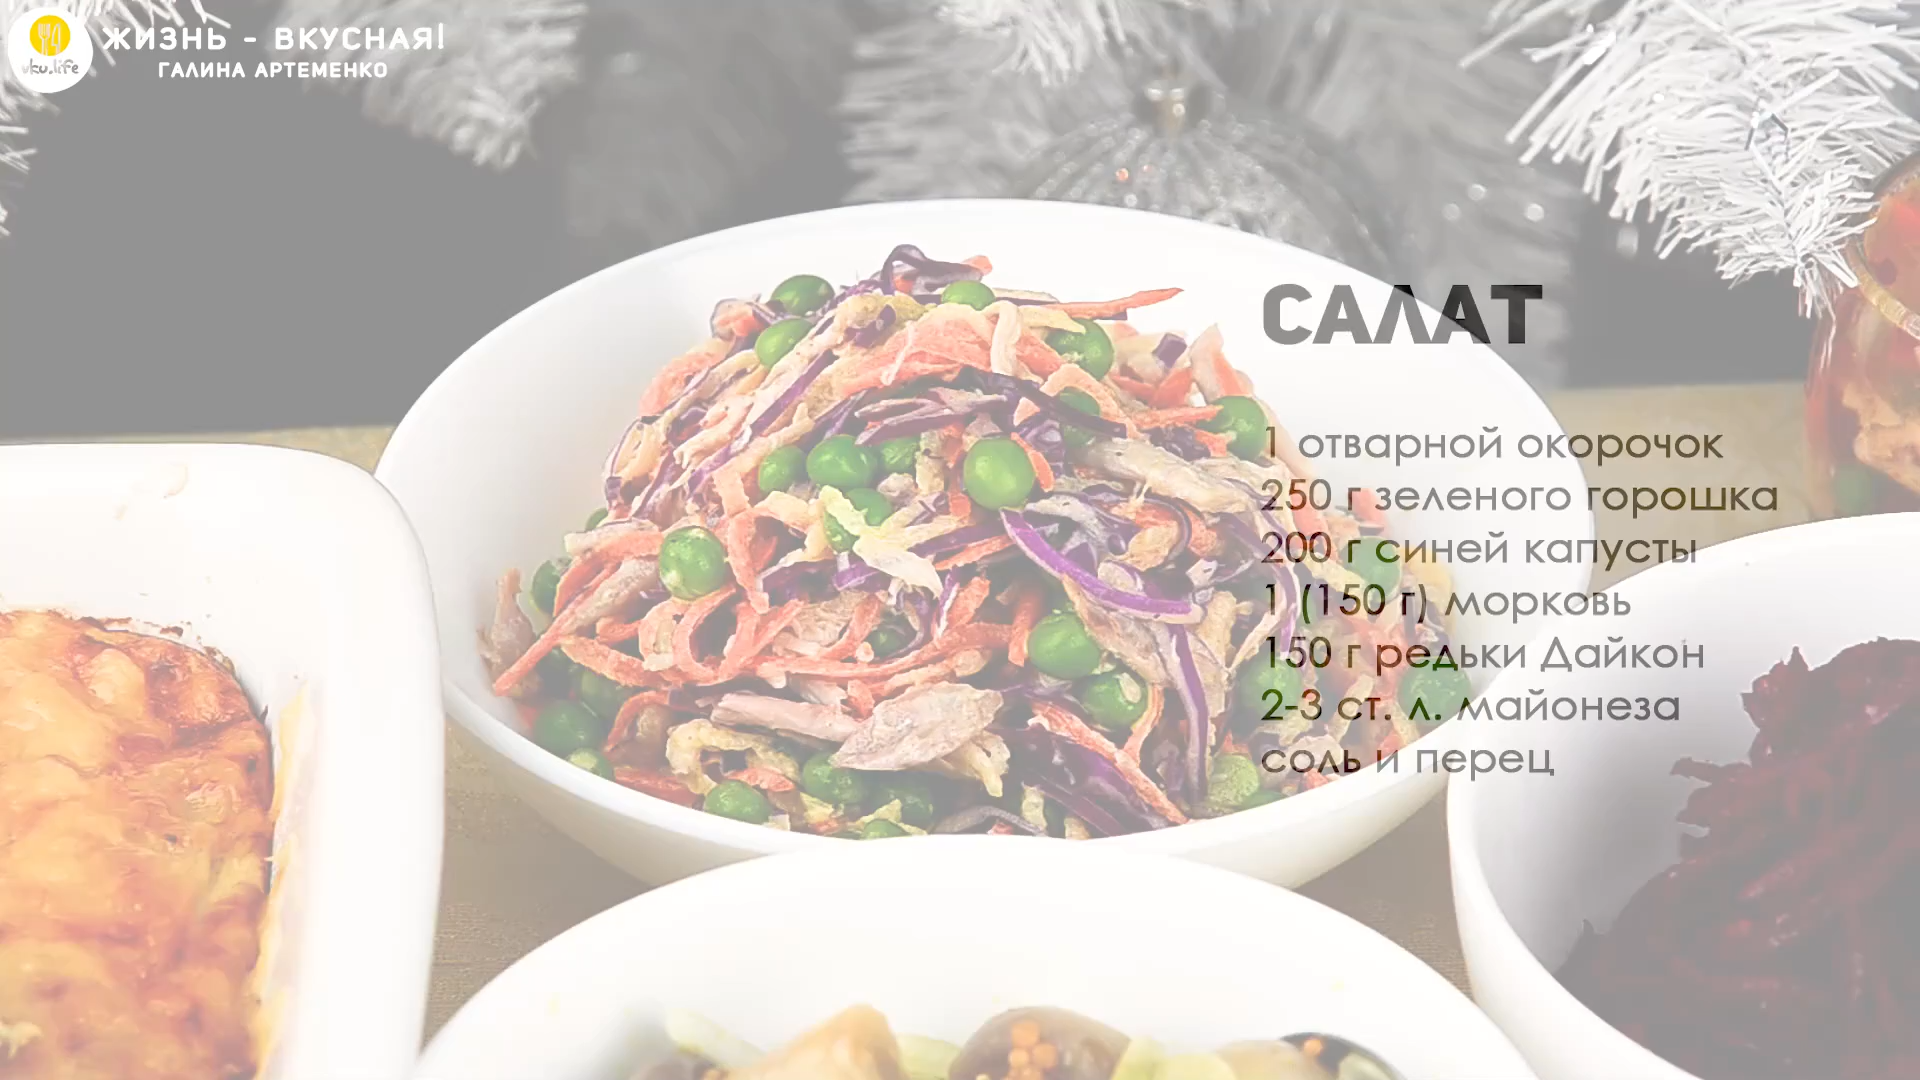 vku.life
ЖИЗНЬ - ВКУСНАЯ!
ГАЛИНА АРТЕМЕНКО
САЛАТ
1 отварной окорочок
250 г зеленого горошка
200 г синей капусты
1 (150 г) морковь
150 г редьки Дайкон
2-3 ст. л. майонеза
соль и перец